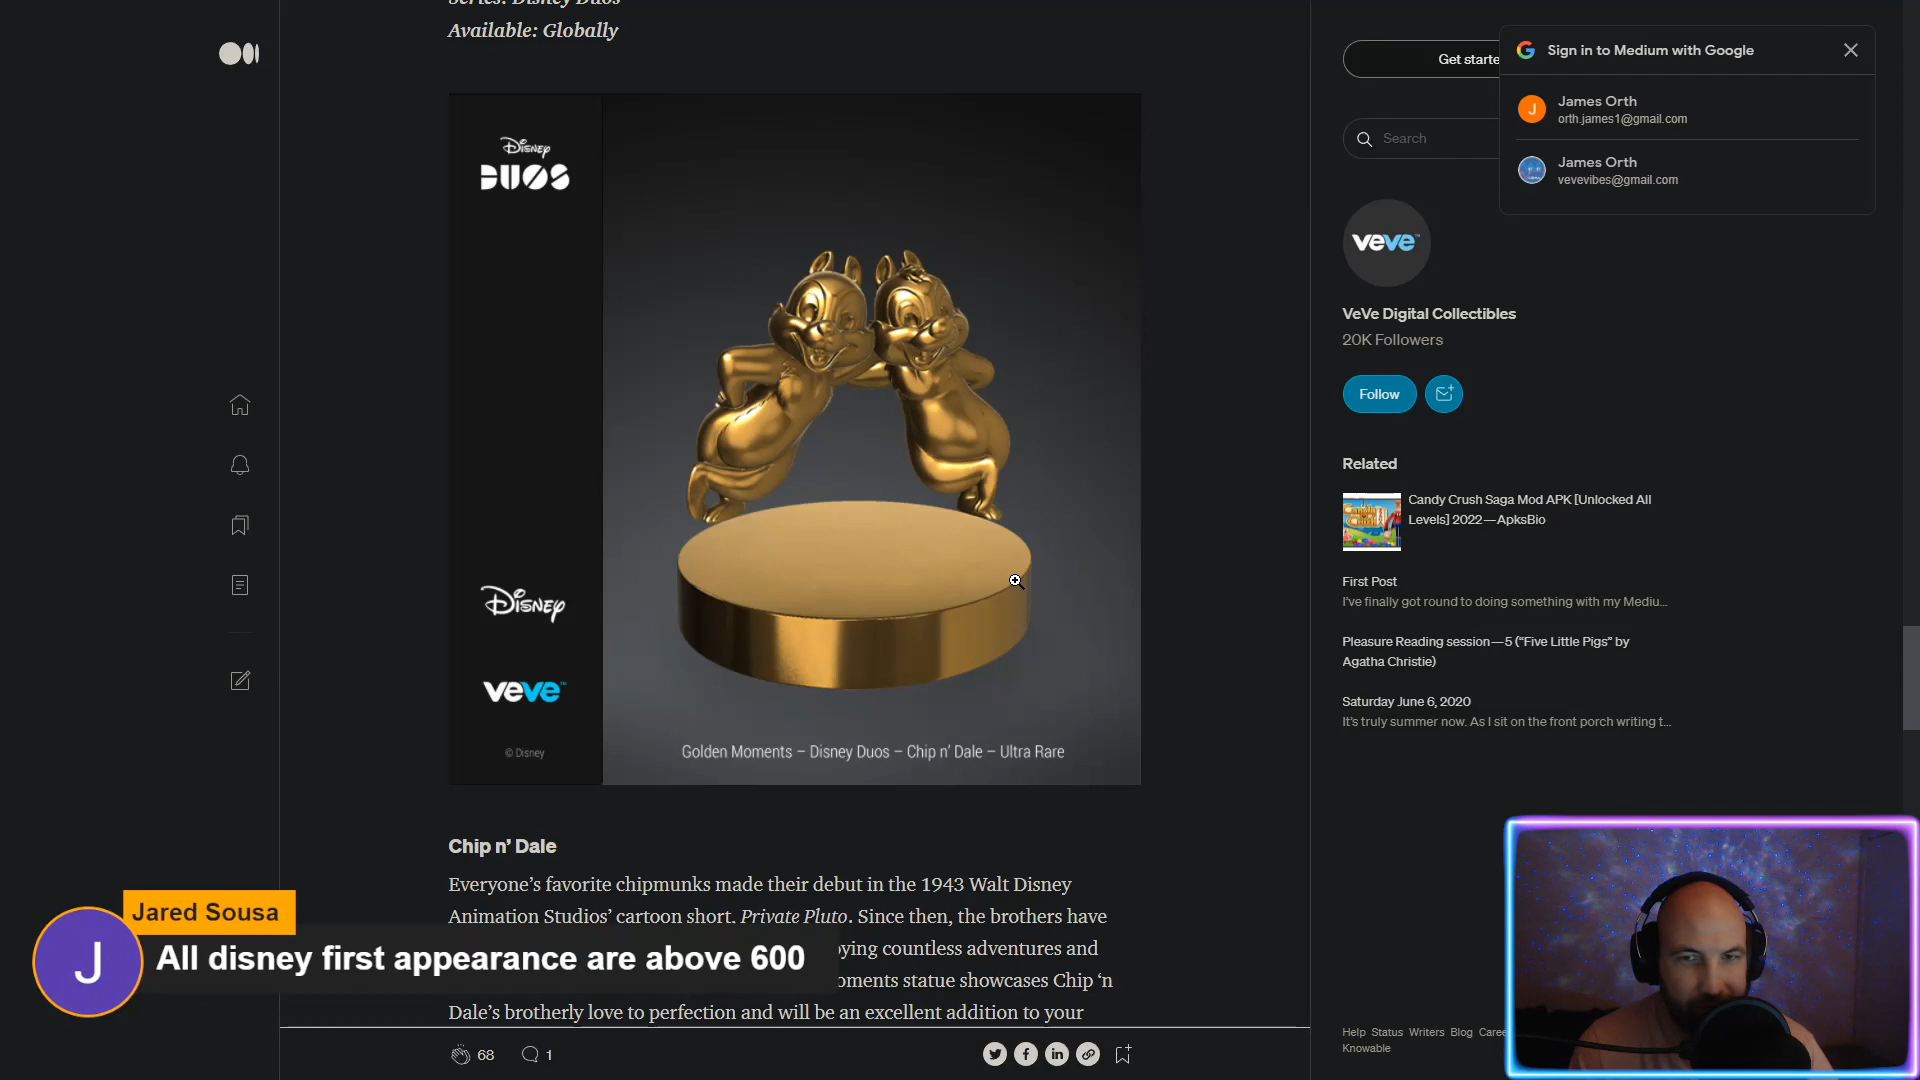 Series: Disney Duos
Available: Globally
Disney
DUOS
Disney
veve™
© Disney
Golden Moments – Disney Duos – Chip n' Dale – Ultra Rare
Chip n' Dale
Everyone's favorite chipmunks made their debut in the 1943 Walt Disney
Animation Studios' cartoon short, Private Pluto. Since then, the brothers have
ying countless adventures and
oments statue showcases Chip 'n
Dale's brotherly love to perfection and will be an excellent addition to your
68
1
Jared Sousa
J
All disney first appearance are above 600
Get starte
Search
Sign in to Medium with Google
J
James Orth
orth.james1@gmail.com
James Orth
vevevibes@gmail.com
veve™
VeVe Digital Collectibles
20K Followers
Follow
Related
Candy Crush Saga Mod APK [Unlocked All
Levels] 2022—ApksBio
First Post
I've finally got round to doing something with my Mediu...
Pleasure Reading session—5 ("Five Little Pigs" by
Agatha Christie)
Saturday June 6, 2020
It's truly summer now. As I sit on the front porch writing t...
Help Status Writers Blog Caree
Knowable